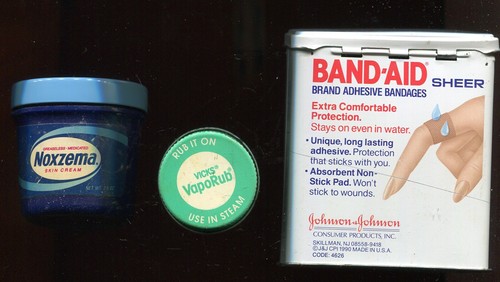 GREASELESS · MEDICATED
Noxzema
SKIN CREAM
RUB IT ON
VICKS®
VapoRub®
USE IN STEAM
BAND-AID®
SHEER
BRAND ADHESIVE BANDAGES
Extra Comfortable
Protection.
Stays on even in water.
• Unique, long lasting
adhesive. Protection
that sticks with you.
• Absorbent Non-
Stick Pad. Won't
stick to wounds.
Johnson & Johnson
CONSUMER PRODUCTS, INC.
SKILLMAN, NJ 08558-9418
©J&J CPI 1990 MADE IN U.S.A.
CODE: 4626